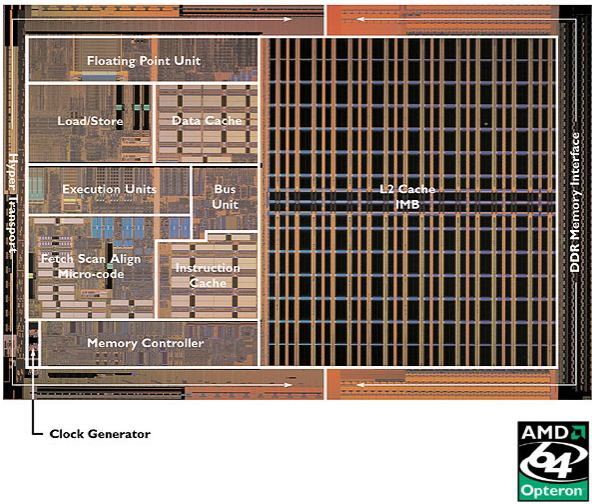 Floating Point Unit
Load/Store
Data Cache
Hyper Transport
Execution Units
Bus
Unit
L2 Cache
IMB
DDR Memory Interface
Fetch Scan Align
Micro-code
Instruction
Cache
Memory Controller
Clock Generator
AMD
64
Opteron